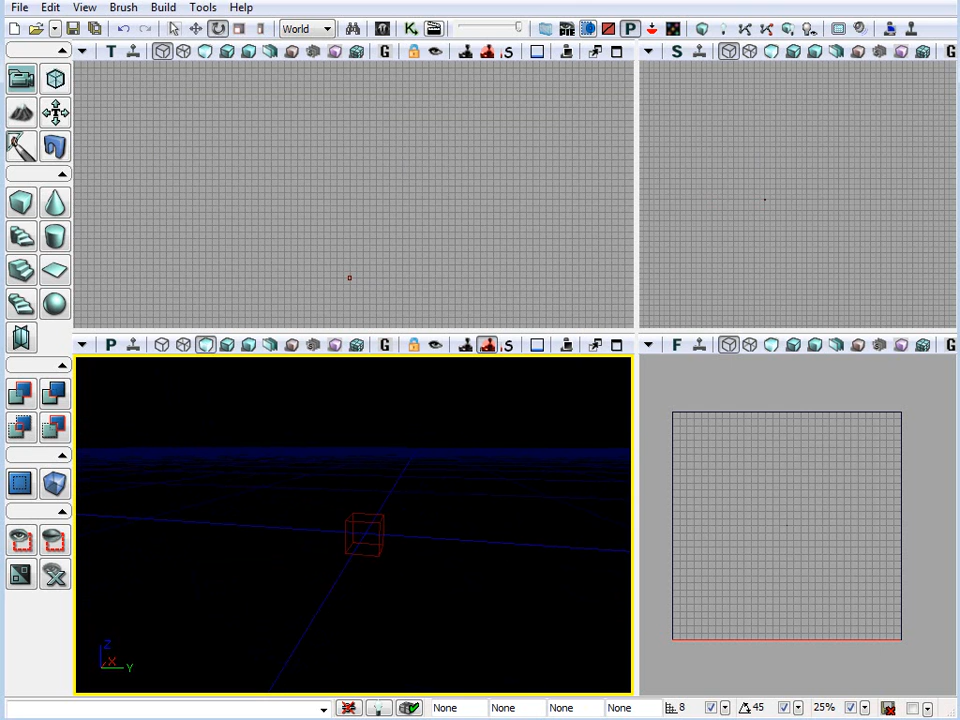 File Edit View Brush Build Tools Help
World K P
T G S S G
P G S F G
Z
X Y
None None None None 8 45 25%